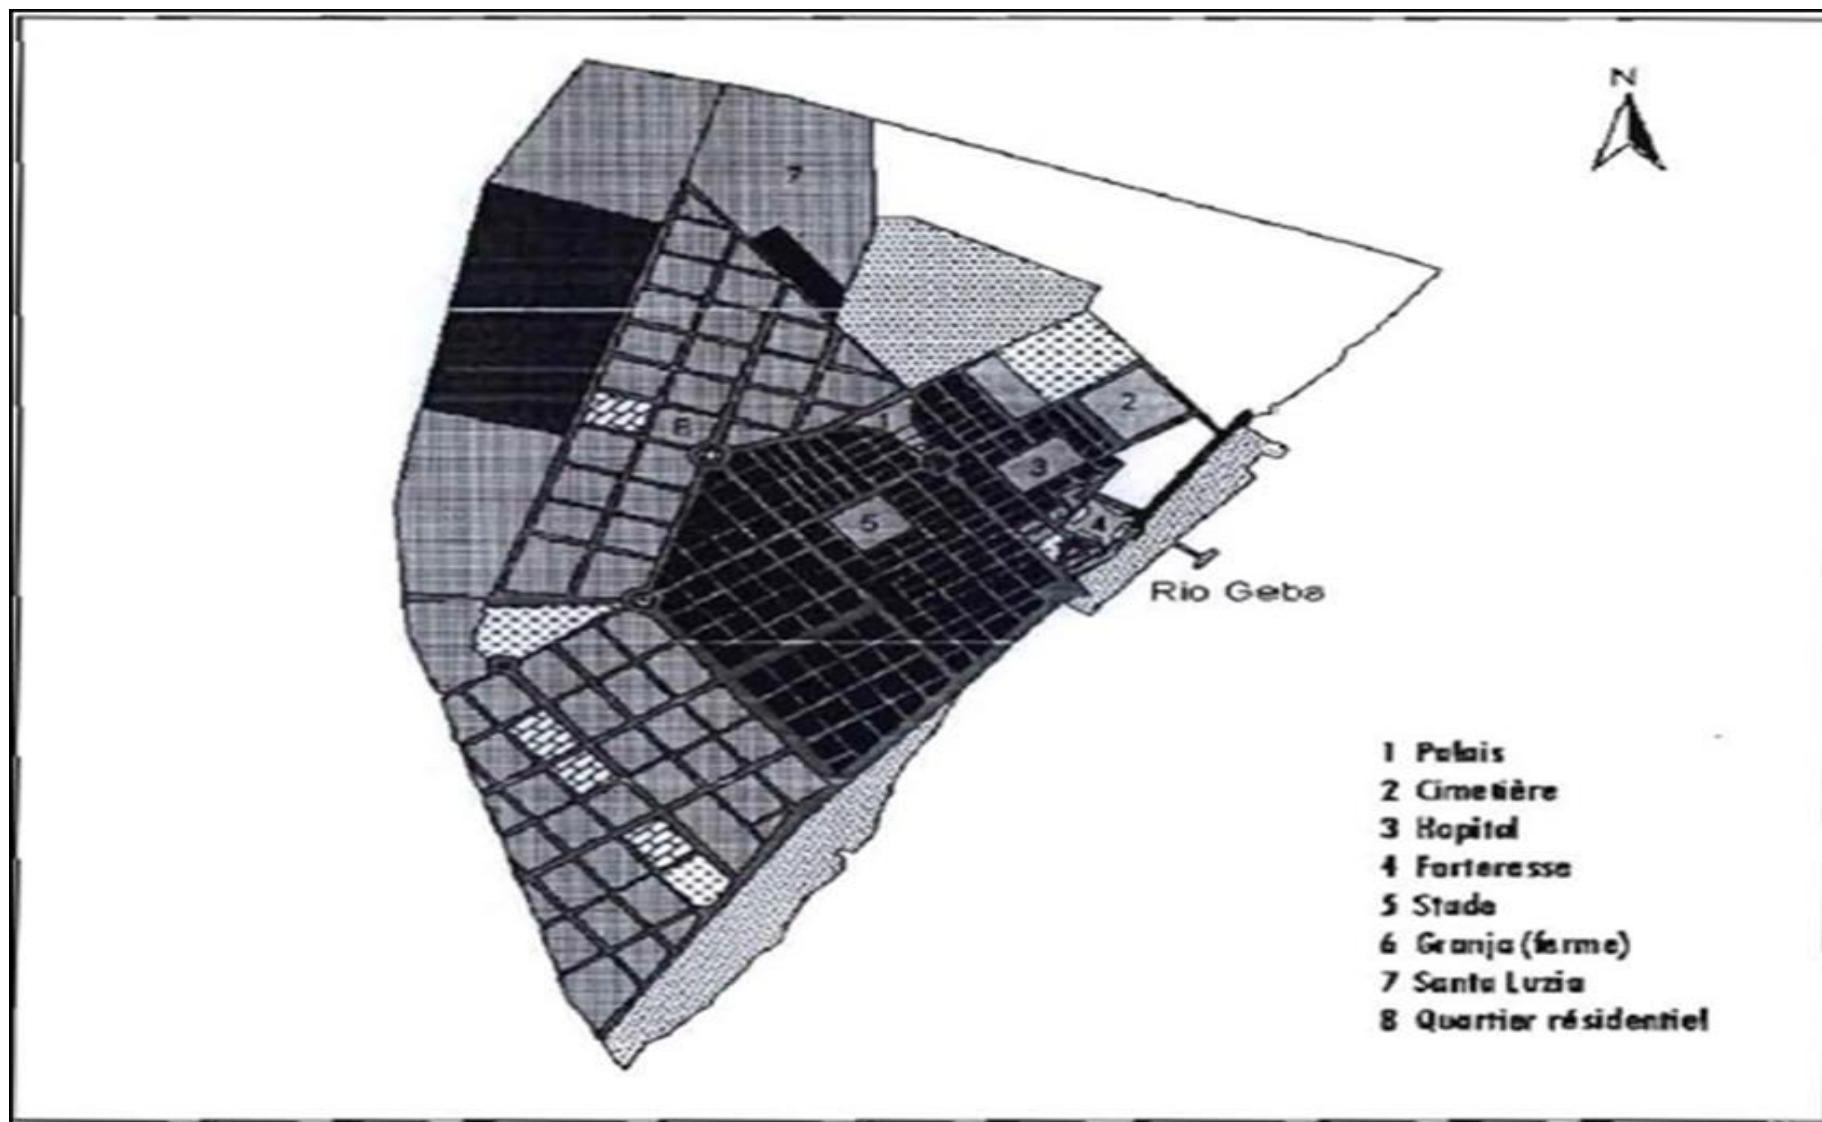 N
7
1
2
3
5
4
Rio Geba
1 Palais
2 Cimetière
3 Hopital
4 Forteresse
5 Stade
6 Granja (ferme)
7 Santa Luzia
8 Quartier résidentiel